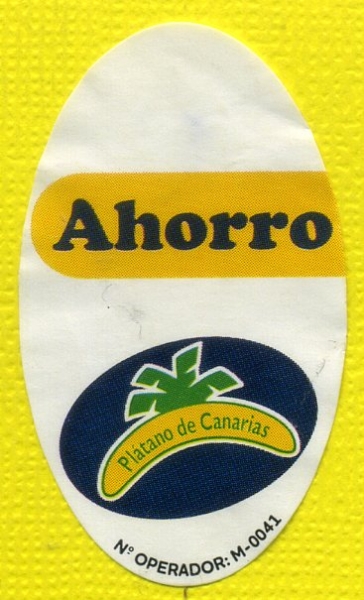 Ahorro
Plátano de Canarias
Nº OPERADOR: M-0041